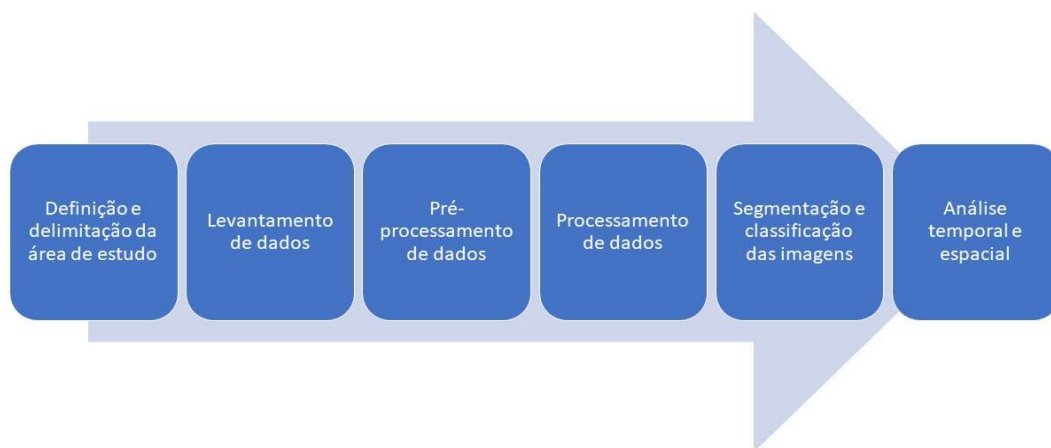 Definição e
delimitação da
área de estudo
Levantamento
de dados
Pré-
processamento
de dados
Processamento
de dados
Segmentação e
classificação
das imagens
Análise
temporal e
espacial